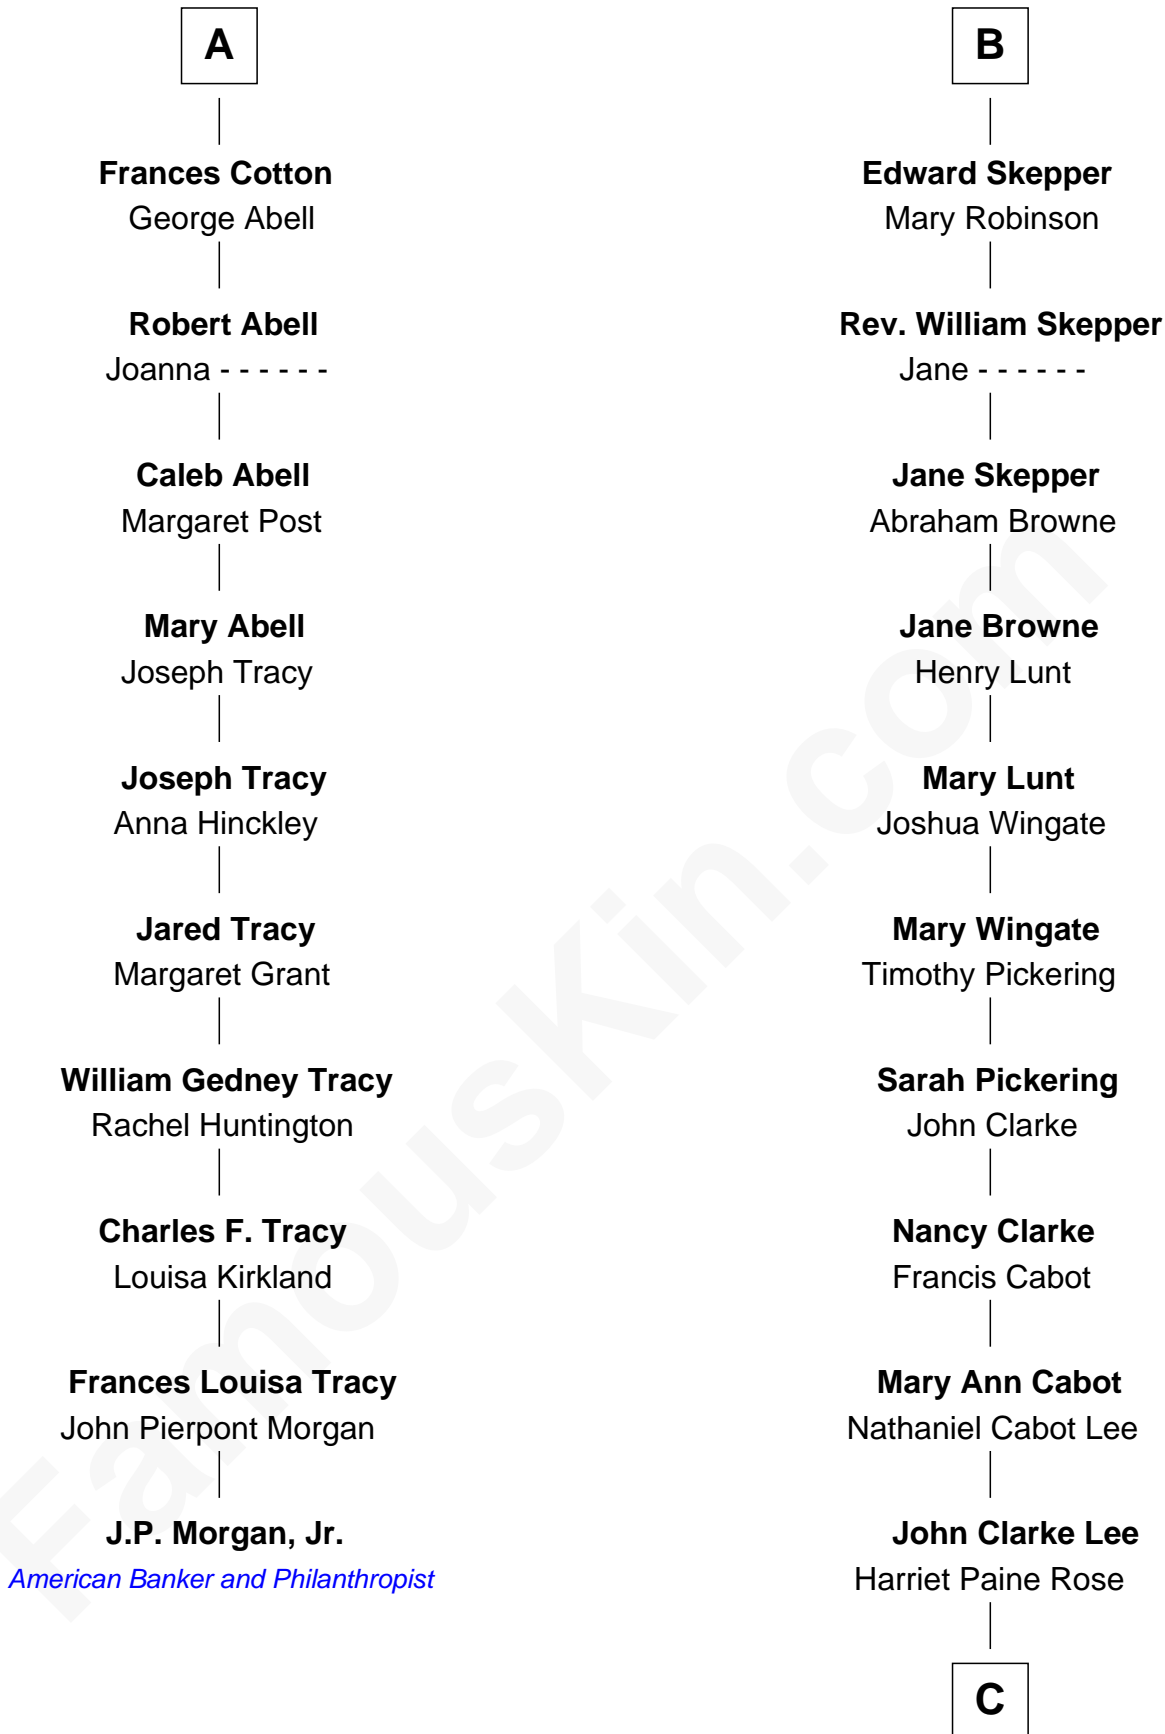 A
Frances Cotton
George Abell
Robert Abell
Joanna - - - - - -
Caleb Abell
Margaret Post
Mary Abell
Joseph Tracy
Joseph Tracy
Anna Hinckley
Jared Tracy
Margaret Grant
William Gedney Tracy
Rachel Huntington
Charles F. Tracy
Louisa Kirkland
Frances Louisa Tracy
John Pierpont Morgan
J.P. Morgan, Jr.
American Banker and Philanthropist
B
Edward Skepper
Mary Robinson
Rev. William Skepper
Jane - - - - - -
Jane Skepper
Abraham Browne
Jane Browne
Henry Lunt
Mary Lunt
Joshua Wingate
Mary Wingate
Timothy Pickering
Sarah Pickering
John Clarke
Nancy Clarke
Francis Cabot
Mary Ann Cabot
Nathaniel Cabot Lee
John Clarke Lee
Harriet Paine Rose
C
FamousKin.com